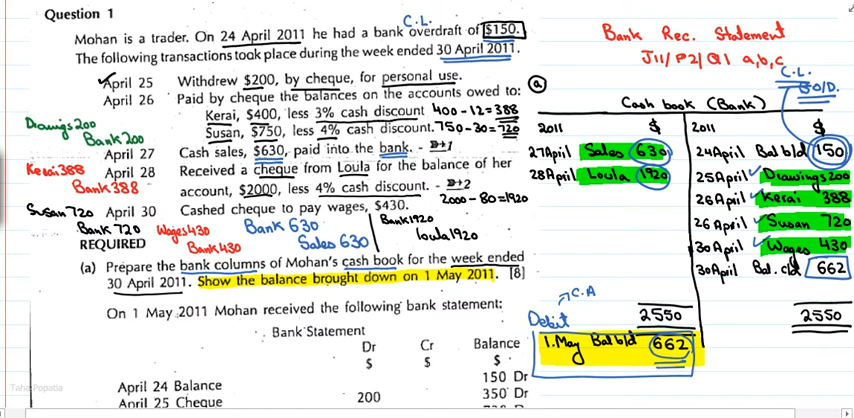 Question 1
C.L.
Mohan is a trader. On 24 April 2011 he had a bank overdraft of $150.
The following transactions took place during the week ended 30 April 2011.
April 25 Withdrew $200, by cheque, for personal use.
April 26 Paid by cheque the balances on the accounts owed to:
Kerai, $400, less 3% cash discount 400-12=388
Susan, $750, less 4% cash discount. 750-30=720
Drawings 200
Bank 200
April 27 Cash sales, $630, paid into the bank. - D+1
Kerai 388
Bank 388
April 28 Received a cheque from Loula for the balance of her
account, $2000, less 4% cash discount. - D+2
2000-80=1920
Susan 720
Bank 720
April 30 Cashed cheque to pay wages, $430.
Wages 430
Bank 430
Bank 630
Sales 630
Bank 1920
Loula 1920
REQUIRED
(a) Prepare the bank columns of Mohan's cash book for the week ended
30 April 2011. Show the balance brought down on 1 May 2011. [8]
On 1 May 2011 Mohan received the following bank statement:
Bank Statement
Dr Cr Balance
$ $ $
April 24 Balance 150 Dr
April 25 Cheque 200 350 Dr
Taha Popatia
Bank Rec. Statement
J11/P2/Q1 a,b,c
C.L.
(a)
Cash book (Bank)
2011 $ 2011 $
27 April Sales 630 24 April Bal b/d 150
28 April Loula 1920 25 April Drawings 200
26 April Kerai 388
26 April Susan 720
30 April Wages 430
30 April Bal. c/d 662
2550 2550
C.A
Debit
1. May Bal b/d 662